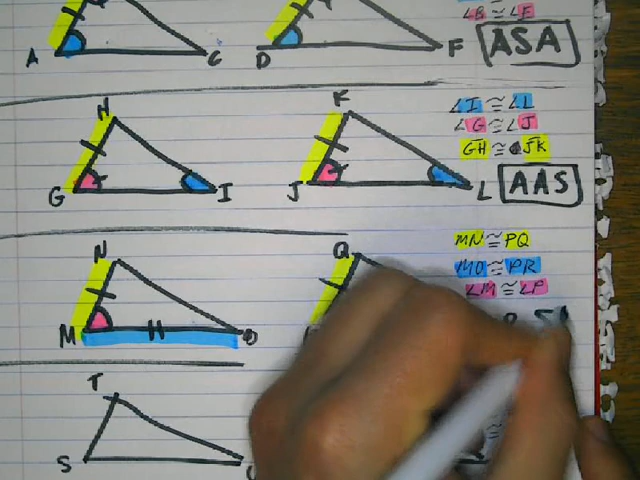 ∠B ≅ ∠E
A C D F ASA
H K
∠I ≅ ∠L
∠G ≅ ∠J
GH ≅ JK
G I J L AAS
N Q
MN ≅ PQ
MO ≅ PR
∠M ≅ ∠P
M O
T
S